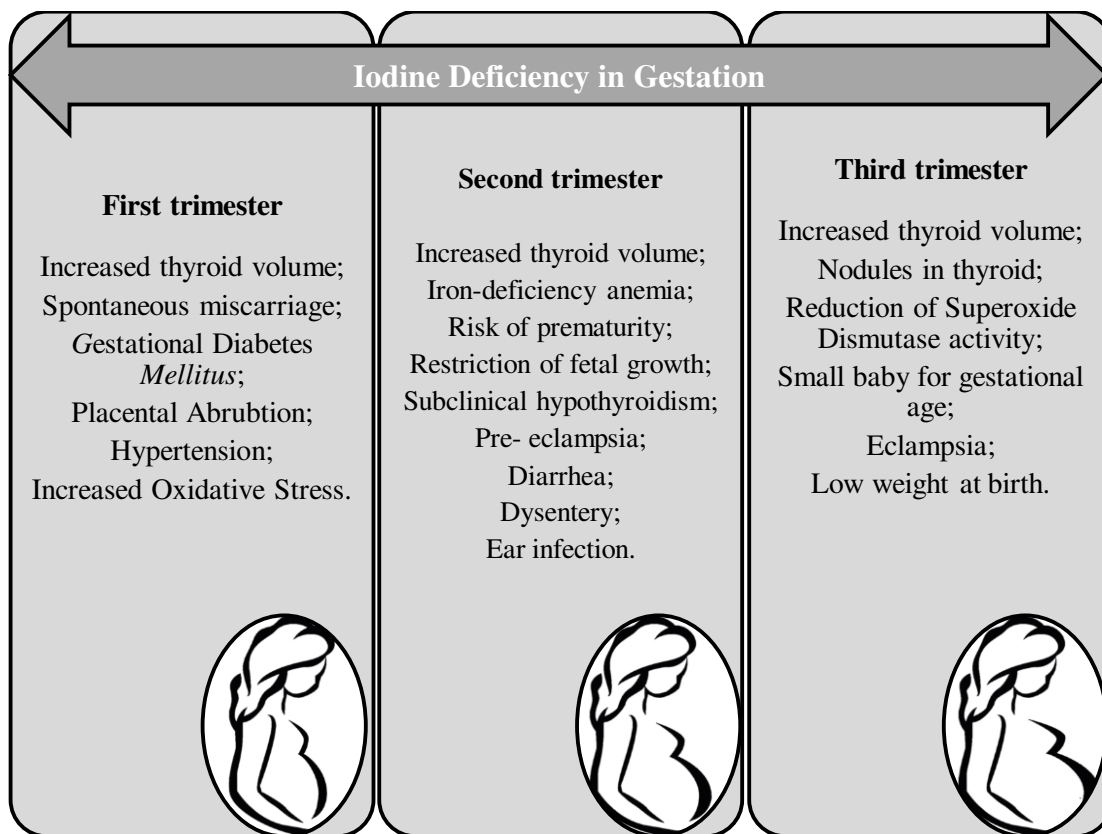 Iodine Deficiency in Gestation
First trimester
Increased thyroid volume;
Spontaneous miscarriage;
Gestational Diabetes
Mellitus;
Placental Abrubtion;
Hypertension;
Increased Oxidative Stress.
Second trimester
Increased thyroid volume;
Iron-deficiency anemia;
Risk of prematurity;
Restriction of fetal growth;
Subclinical hypothyroidism;
Pre- eclampsia;
Diarrhea;
Dysentery;
Ear infection.
Third trimester
Increased thyroid volume;
Nodules in thyroid;
Reduction of Superoxide
Dismutase activity;
Small baby for gestational
age;
Eclampsia;
Low weight at birth.